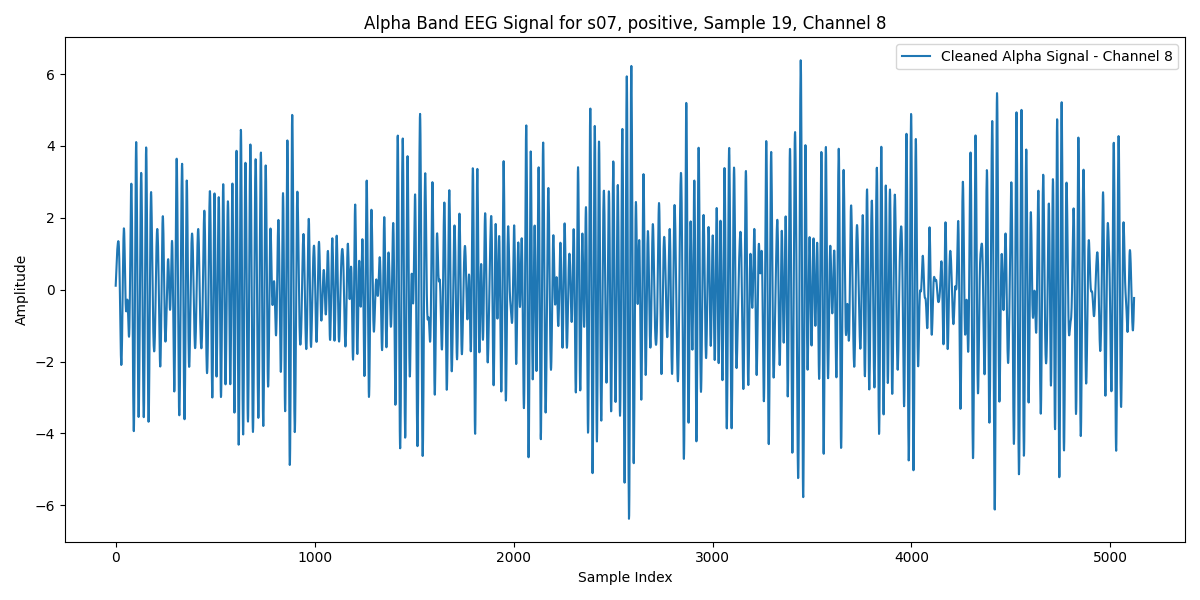 Alpha Band EEG Signal for s07, positive, Sample 19, Channel 8
Cleaned Alpha Signal - Channel 8
Amplitude
6
4
2
0
−2
−4
−6
0 1000 2000 3000 4000 5000
Sample Index